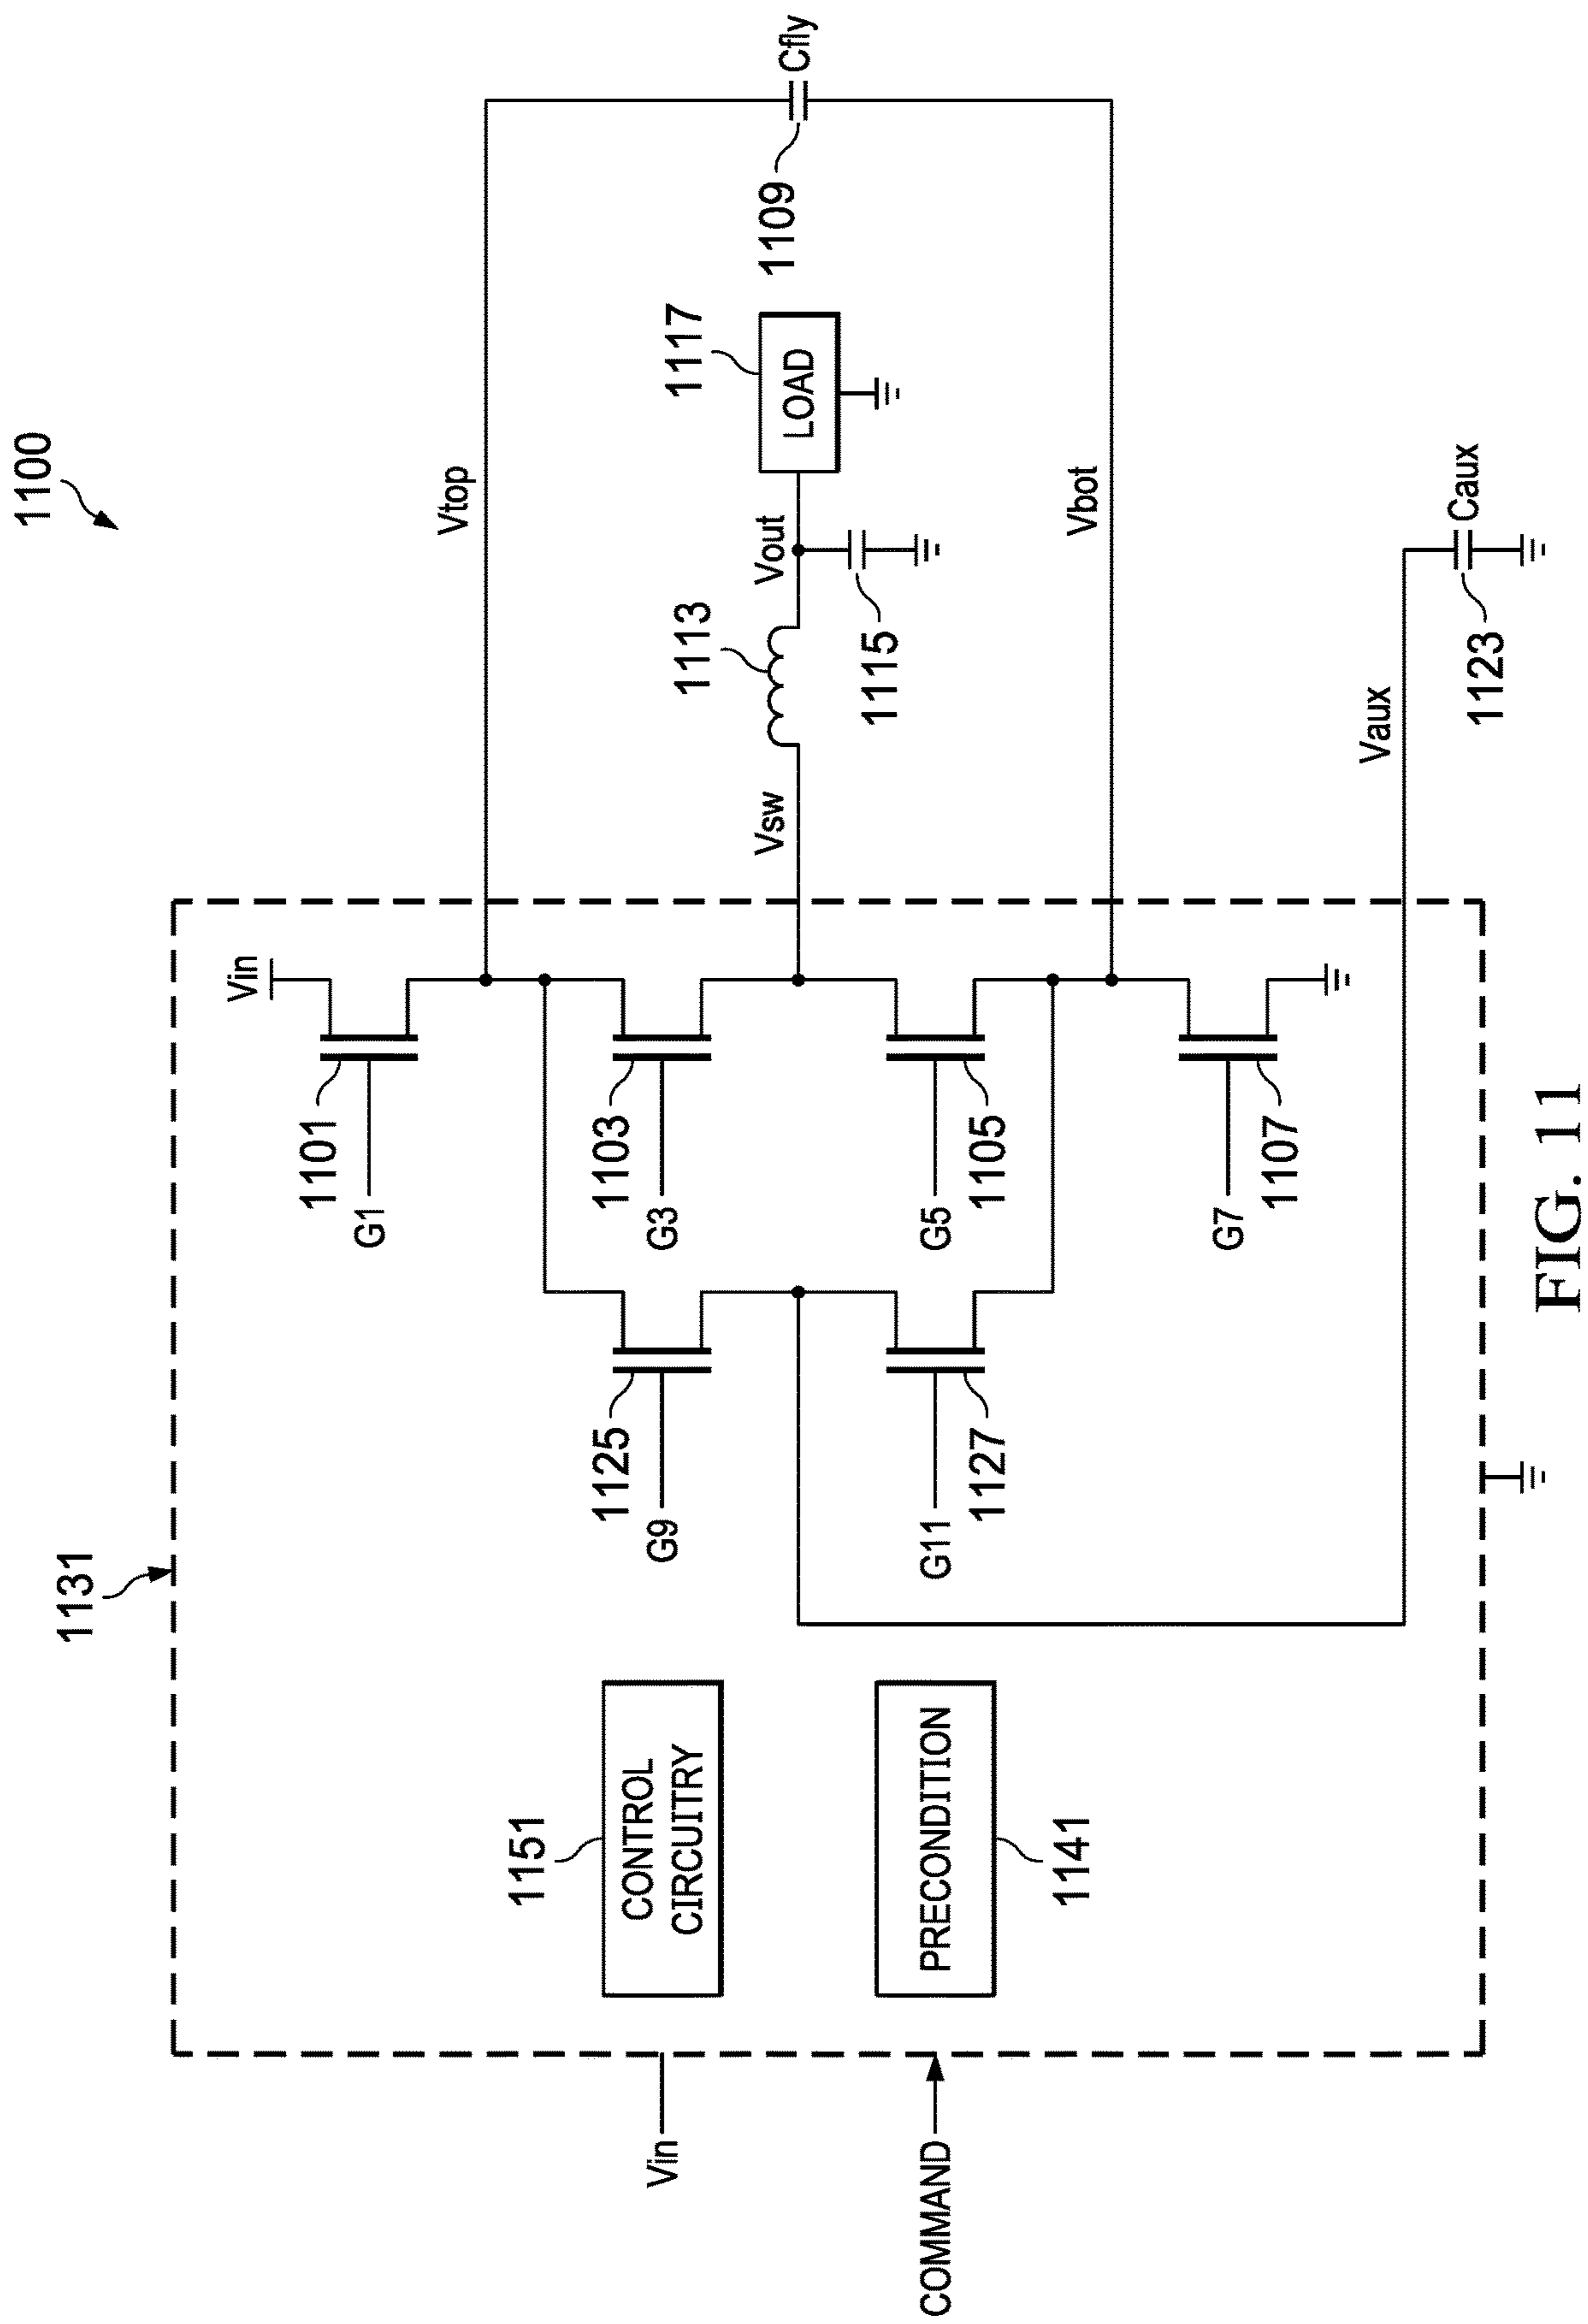 1100
1131
Vin
1101
G1
Vtop
1125
G9
1103
G3
1151
CONTROL
CIRCUITRY
Vin
Vsw
1113
Vout
1117
LOAD
1115
1109
Cfly
G11
1127
G5
1105
PRECONDITION
1141
COMMAND
Vbot
G7
1107
Vaux
1123
Caux
FIG. 11